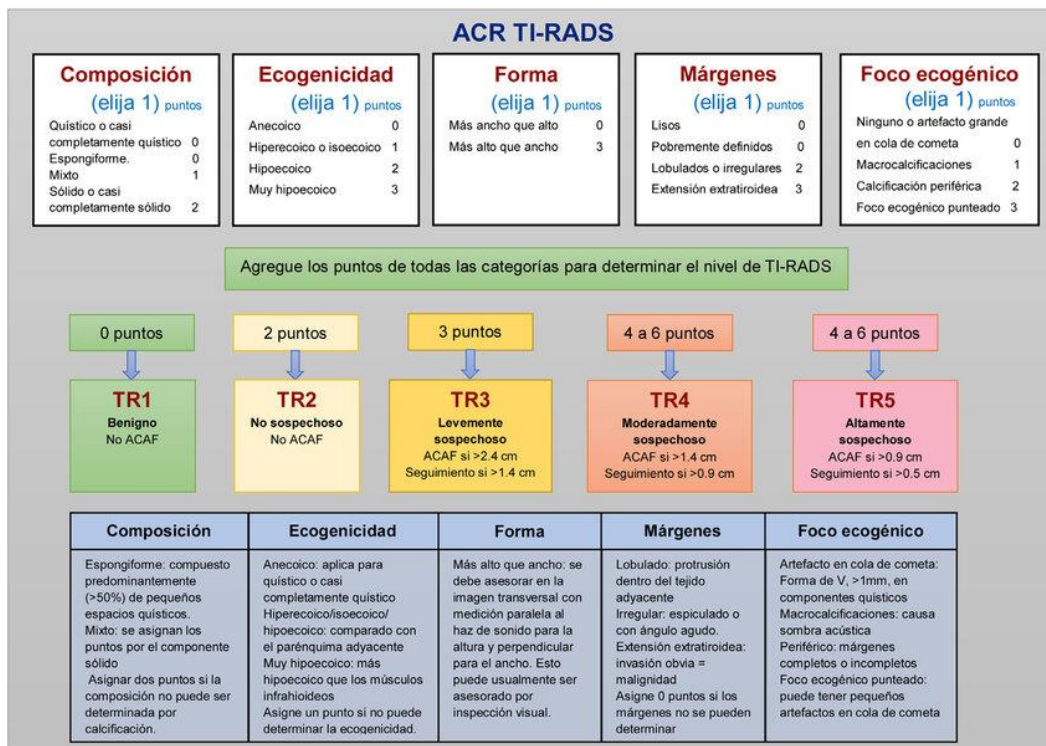 ACR TI-RADS
Composición
(elija 1) puntos
Quístico o casi
completamente quístico 0
Espongiforme. 0
Mixto 1
Sólido o casi
completamente sólido 2
Ecogenicidad
(elija 1) puntos
Anecoico 0
Hiperecoico o isoecoico 1
Hipoecoico 2
Muy hipoecoico 3
Forma
(elija 1) puntos
Más ancho que alto 0
Más alto que ancho 3
Márgenes
(elija 1) puntos
Lisos 0
Pobremente definidos 0
Lobulados o irregulares 2
Extensión extratiroidea 3
Foco ecogénico
(elija 1) puntos
Ninguno o artefacto grande
en cola de cometa 0
Macrocalcificaciones 1
Calcificación periférica 2
Foco ecogénico punteado 3
Agregue los puntos de todas las categorías para determinar el nivel de TI-RADS
0 puntos
2 puntos
3 puntos
4 a 6 puntos
4 a 6 puntos
TR1
Benigno
No ACAF
TR2
No sospechoso
No ACAF
TR3
Levemente
sospechoso
ACAF si >2.4 cm
Seguimiento si >1.4 cm
TR4
Moderadamente
sospechoso
ACAF si >1.4 cm
Seguimiento si >0.9 cm
TR5
Altamente
sospechoso
ACAF si >0.9 cm
Seguimiento si >0.5 cm
Composición
Espongiforme: compuesto
predominantemente
(>50%) de pequeños
espacios quísticos.
Mixto: se asignan los
puntos por el componente
sólido
Asignar dos puntos si la
composición no puede ser
determinada por
calcificación.
Ecogenicidad
Anecoico: aplica para
quístico o casi
completamente quístico
Hiperecoico/isoecoico/
hipoecoico: comparado con
el parénquima adyacente
Muy hipoecoico: más
hipoecoico que los músculos
infrahioideos
Asigne un punto si no puede
determinar la ecogenicidad.
Forma
Más alto que ancho: se
debe asesorar en la
imagen transversal con
medición paralela al
haz de sonido para la
altura y perpendicular
para el ancho. Esto
puede usualmente ser
asesorado por
inspección visual.
Márgenes
Lobulado: protrusión
dentro del tejido
adyacente
Irregular: espiculado o
con ángulo agudo.
Extensión extratiroidea:
invasión obvia =
malignidad
Asigne 0 puntos si los
márgenes no se pueden
determinar
Foco ecogénico
Artefacto en cola de cometa:
Forma de V, >1mm, en
componentes quísticos
Macrocalcificaciones: causa
sombra acústica
Periférico: márgenes
completos o incompletos
Foco ecogénico punteado:
puede tener pequeños
artefactos en cola de cometa